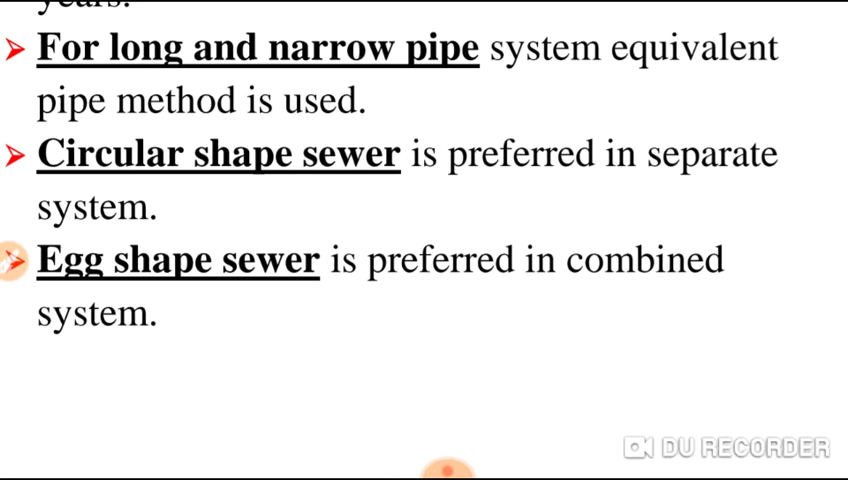 years.
➢ For long and narrow pipe system equivalent
pipe method is used.
➢ Circular shape sewer is preferred in separate
system.
➢ Egg shape sewer is preferred in combined
system.
DU RECORDER